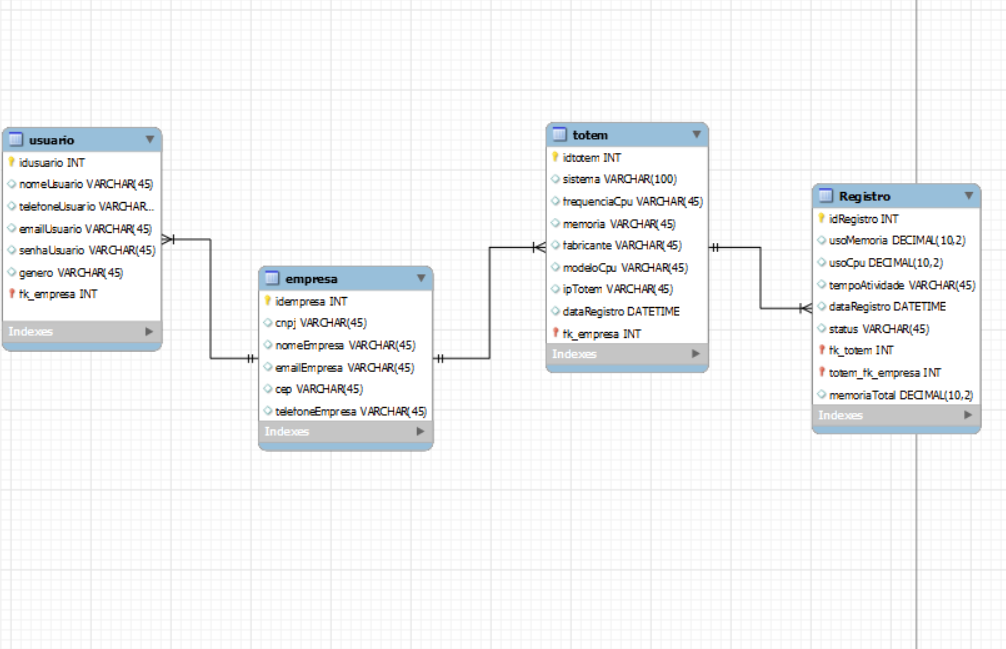 usuario
idusuario INT
nomeUsuario VARCHAR(45)
telefoneUsuario VARCHAR...
emailUsuario VARCHAR(45)
senhaUsuario VARCHAR(45)
genero VARCHAR(45)
fk_empresa INT
Indexes
empresa
idempresa INT
cnpj VARCHAR(45)
nomeEmpresa VARCHAR(45)
emailEmpresa VARCHAR(45)
cep VARCHAR(45)
telefoneEmpresa VARCHAR(45)
Indexes
totem
idtotem INT
sistema VARCHAR(100)
frequenciaCpu VARCHAR(45)
memoria VARCHAR(45)
fabricante VARCHAR(45)
modeloCpu VARCHAR(45)
ipTotem VARCHAR(45)
dataRegistro DATETIME
fk_empresa INT
Indexes
Registro
idRegistro INT
usoMemoria DECIMAL(10,2)
usoCpu DECIMAL(10,2)
tempoAtividade VARCHAR(45)
dataRegistro DATETIME
status VARCHAR(45)
fk_totem INT
totem_fk_empresa INT
memoriaTotal DECIMAL(10,2)
Indexes